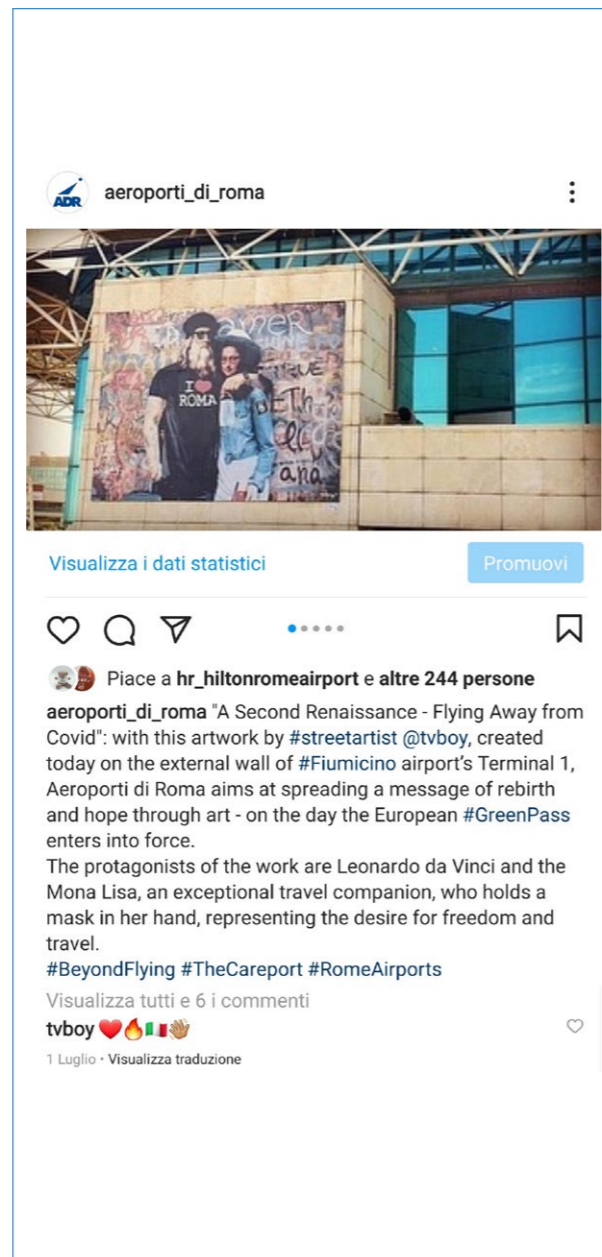 ADR
aeroporti_di_roma
I ❤
ROMA
Visualizza i dati statistici
Promuovi
Piace a hr_hiltonromeairport e altre 244 persone
aeroporti_di_roma "A Second Renaissance - Flying Away from
Covid": with this artwork by #streetartist @tvboy, created
today on the external wall of #Fiumicino airport's Terminal 1,
Aeroporti di Roma aims at spreading a message of rebirth
and hope through art - on the day the European #GreenPass
enters into force.
The protagonists of the work are Leonardo da Vinci and the
Mona Lisa, an exceptional travel companion, who holds a
mask in her hand, representing the desire for freedom and
travel.
#BeyondFlying #TheCareport #RomeAirports
Visualizza tutti e 6 i commenti
tvboy ❤️🔥🇮🇹👏🏽
1 Luglio • Visualizza traduzione